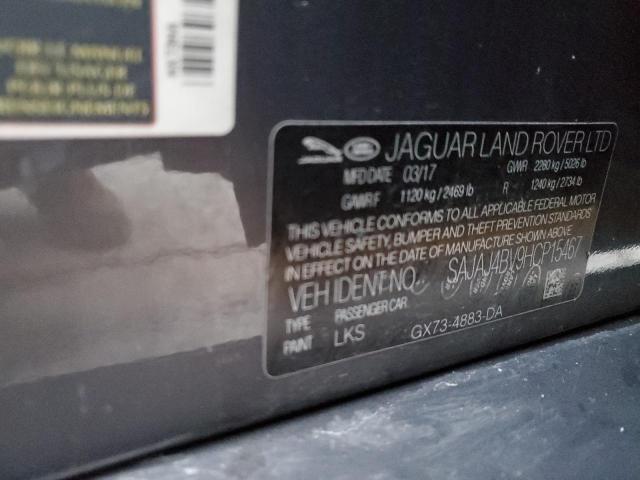 JAGUAR LAND ROVER LTD
MFD DATE 03/17 GVWR 2280 kg / 5026 lb
GAWR F 1120 kg / 2469 lb R 1240 kg / 2734 lb
THIS VEHICLE CONFORMS TO ALL APPLICABLE FEDERAL MOTOR
VEHICLE SAFETY, BUMPER AND THEFT PREVENTION STANDARDS
IN EFFECT ON THE DATE OF MANUFACTURE SHOWN ABOVE
VEH IDENT NO. SAJAJ4BV9HCP15467
TYPE PASSENGER CAR
PAINT LKS GX73-4883-DA